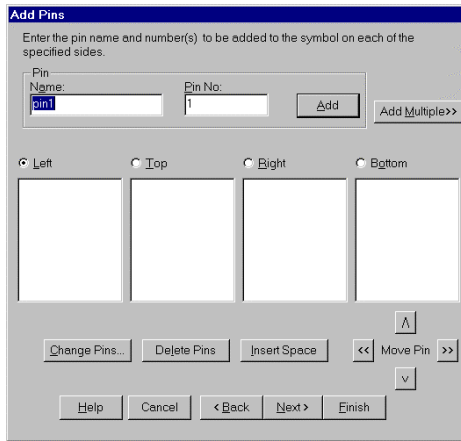 Add Pins
Enter the pin name and number(s) to be added to the symbol on each of the
specified sides.
Pin
Name:
Pin No:
pin1
1
Add
Add Multiple>>
Left
Top
Right
Bottom
/\
Change Pins...
Delete Pins
Insert Space
<<
Move Pin
>>
v
Help
Cancel
< Back
Next >
Finish